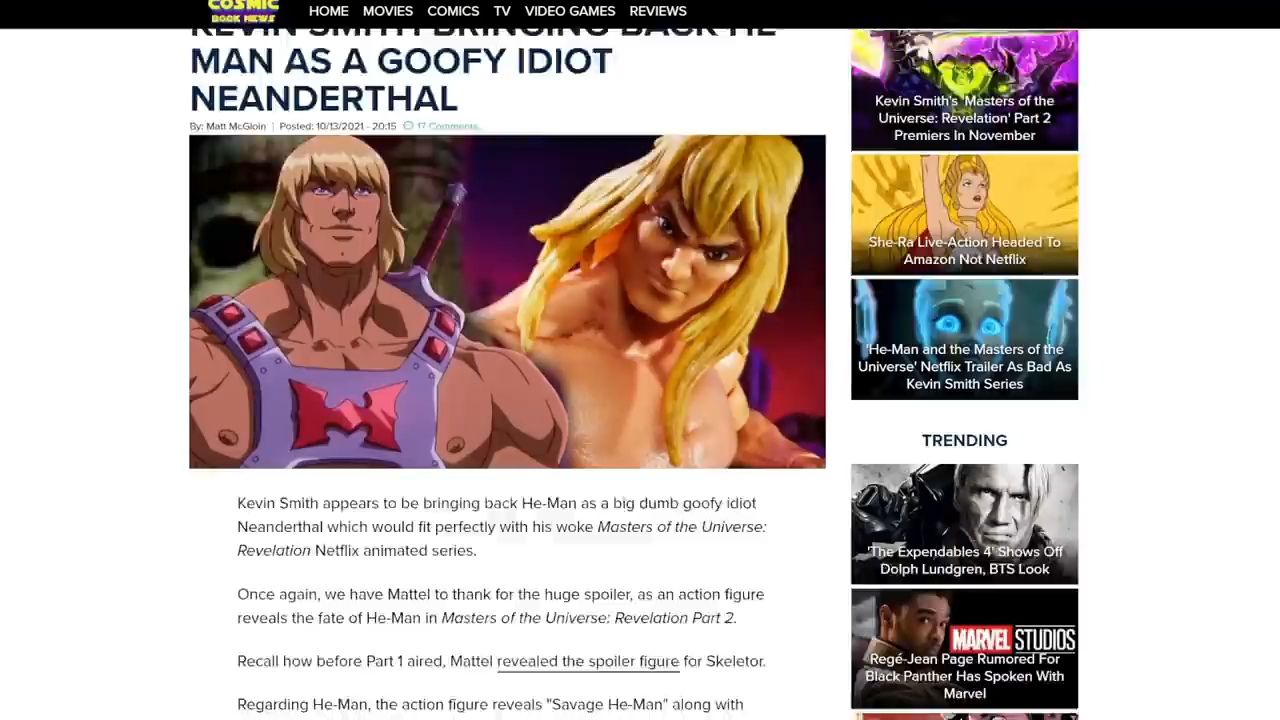 COSMIC
BOOK NEWS
HOME MOVIES COMICS TV VIDEO GAMES REVIEWS
KEVIN SMITH BRINGING BACK HE-
MAN AS A GOOFY IDIOT
NEANDERTHAL
By: Matt McGloin | Posted: 10/13/2021 - 20:15 17 Comments
Kevin Smith appears to be bringing back He-Man as a big dumb goofy idiot
Neanderthal which would fit perfectly with his woke Masters of the Universe:
Revelation Netflix animated series.
Once again, we have Mattel to thank for the huge spoiler, as an action figure
reveals the fate of He-Man in Masters of the Universe: Revelation Part 2.
Recall how before Part 1 aired, Mattel revealed the spoiler figure for Skeletor.
Regarding He-Man, the action figure reveals "Savage He-Man" along with
Kevin Smith's 'Masters of the
Universe: Revelation' Part 2
Premiers In November
She-Ra Live-Action Headed To
Amazon Not Netflix
'He-Man and the Masters of the
Universe' Netflix Trailer As Bad As
Kevin Smith Series
TRENDING
'The Expendables 4' Shows Off
Dolph Lundgren, BTS Look
MARVEL STUDIOS
Regé-Jean Page Rumored For
Black Panther Has Spoken With
Marvel